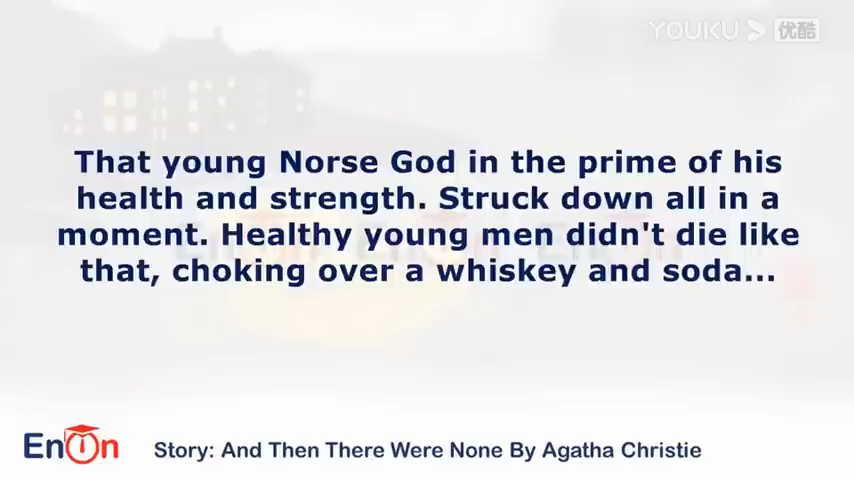 YOUKU 优酷
That young Norse God in the prime of his
health and strength. Struck down all in a
moment. Healthy young men didn't die like
that, choking over a whiskey and soda...
EnOn
Story: And Then There Were None By Agatha Christie